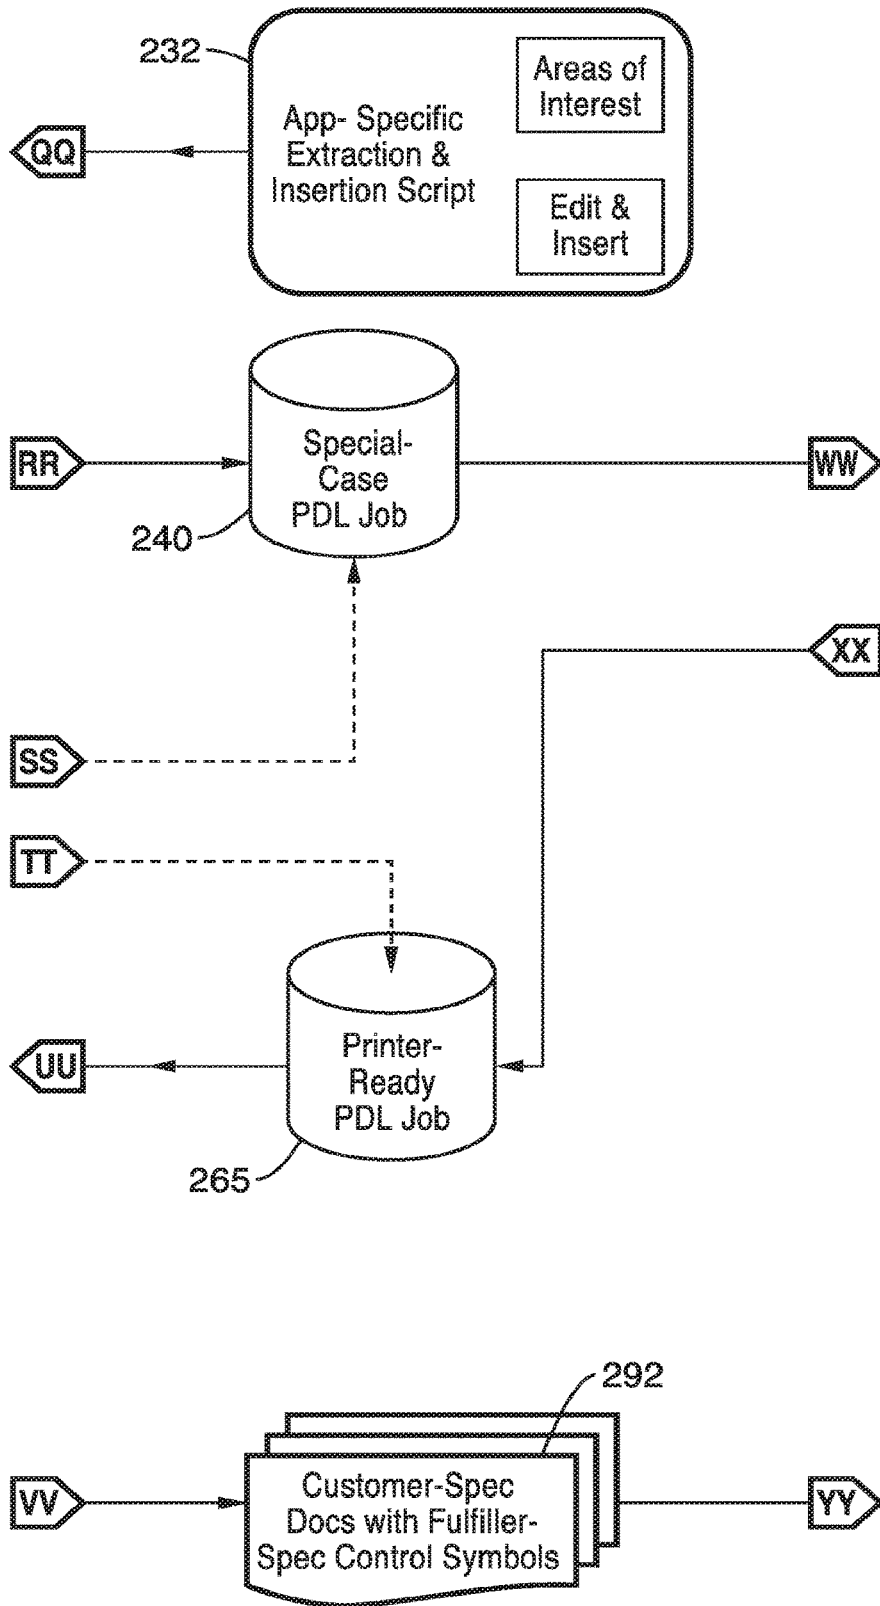 232
Areas of
Interest
App- Specific
Extraction &
Insertion Script
QQ
Edit &
Insert
RR
Special-
Case
PDL Job
WW
240
XX
SS
TT
UU
Printer-
Ready
PDL Job
265
292
VV
Customer-Spec
Docs with Fulfiller-
Spec Control Symbols
YY